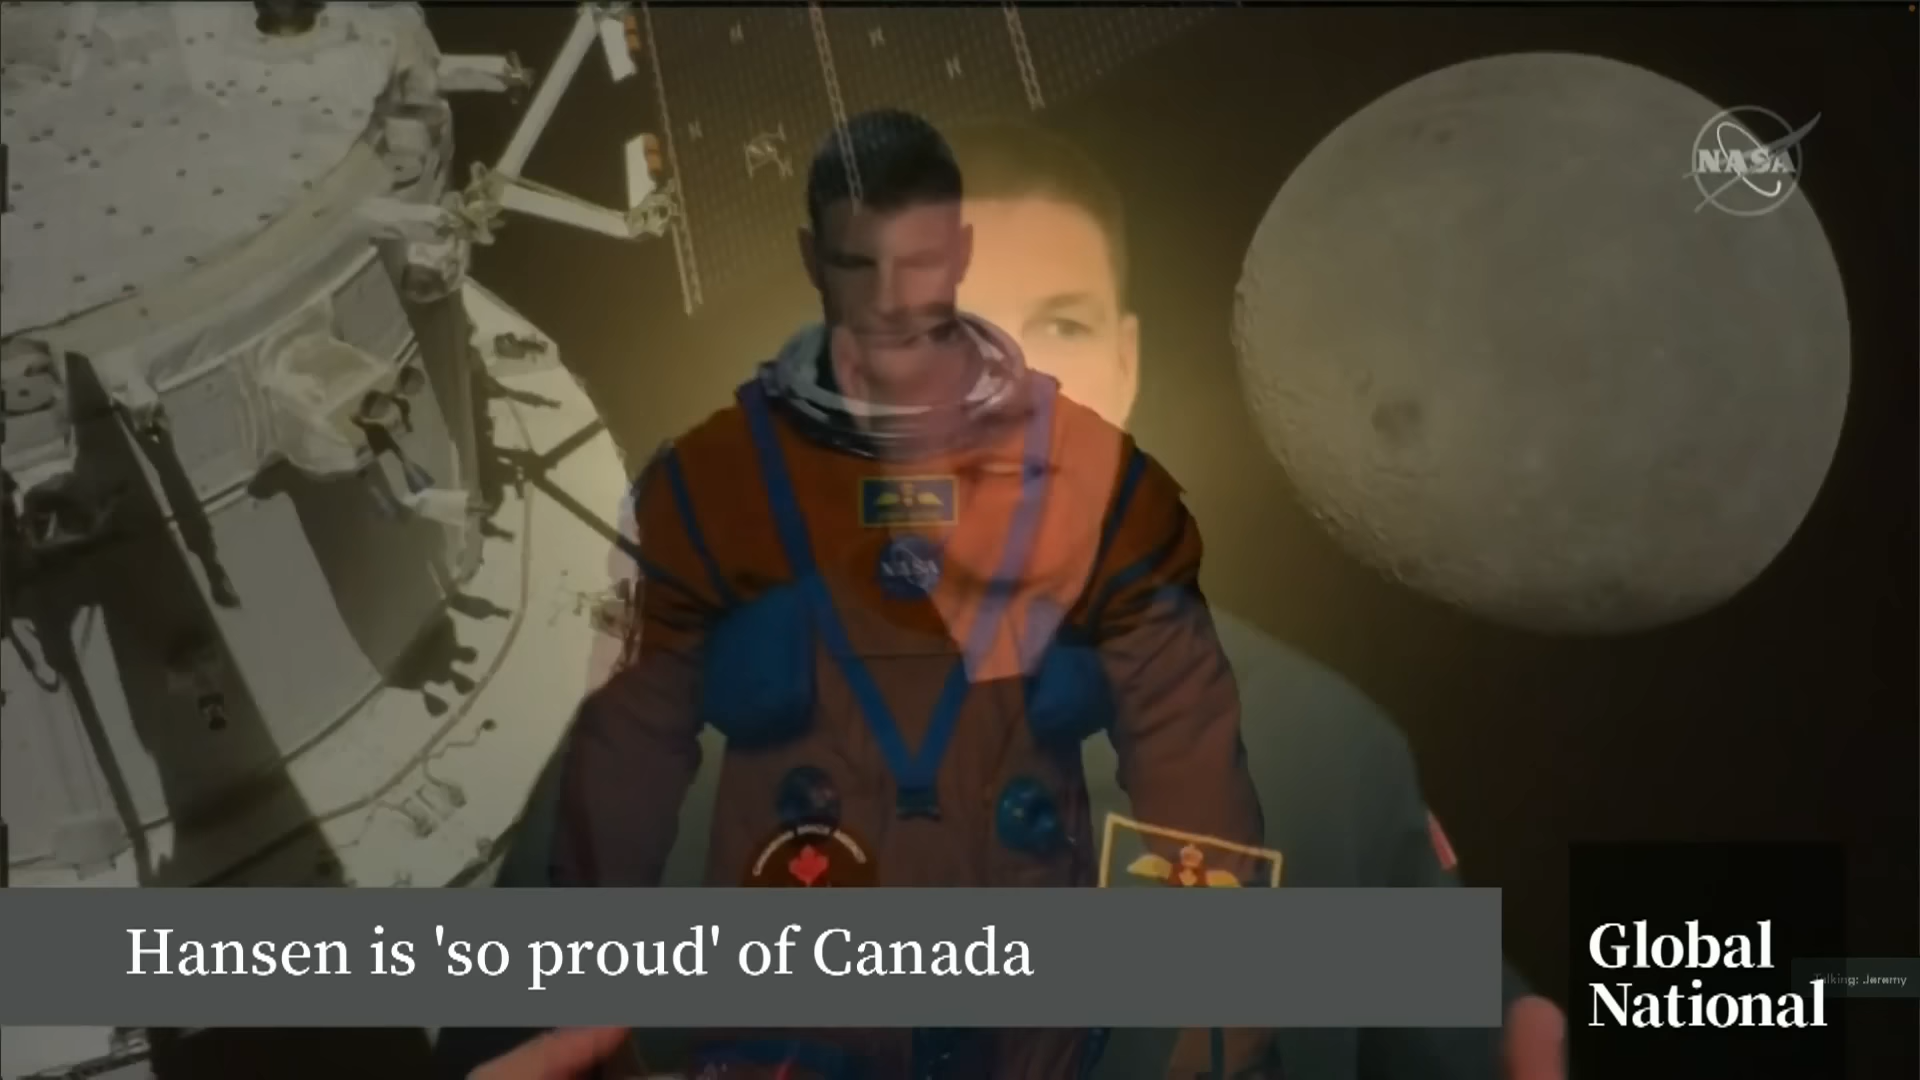 NASA
NASA
Hansen is 'so proud' of Canada
Global
National
Talking: Jeremy